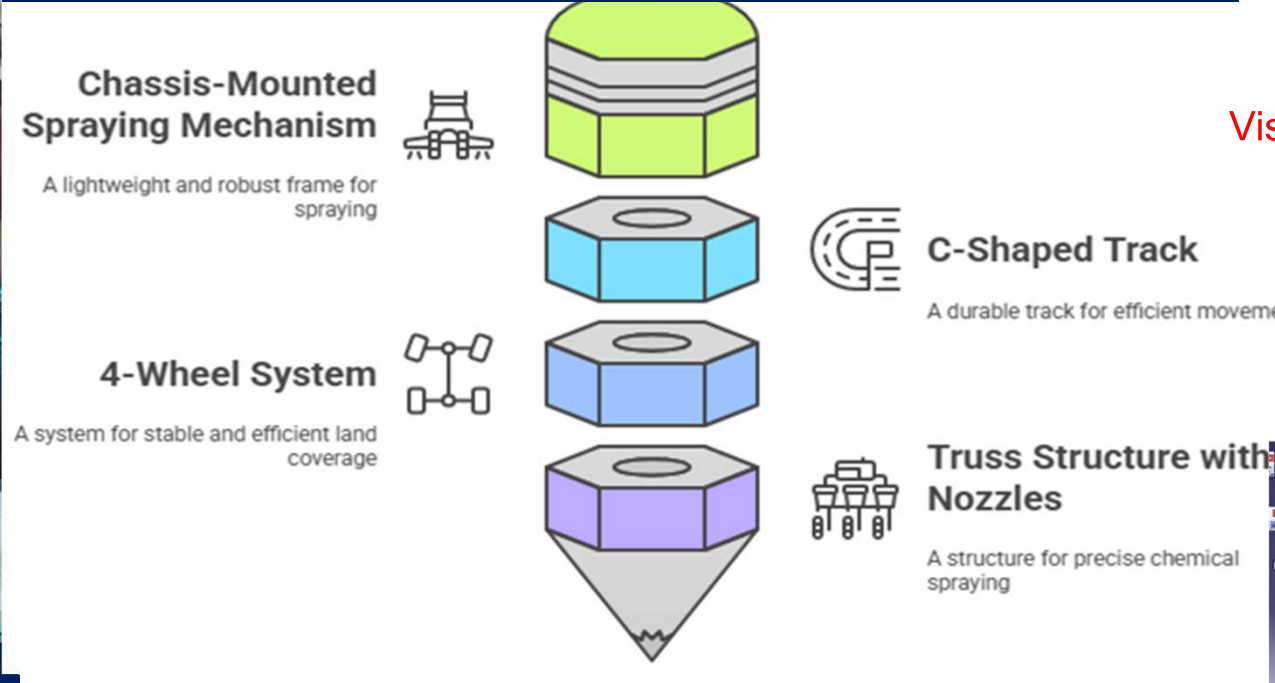 Chassis-Mounted
Spraying Mechanism
A lightweight and robust frame for
spraying
Vis
C-Shaped Track
A durable track for efficient moveme
4-Wheel System
A system for stable and efficient land
coverage
Truss Structure with
Nozzles
A structure for precise chemical
spraying